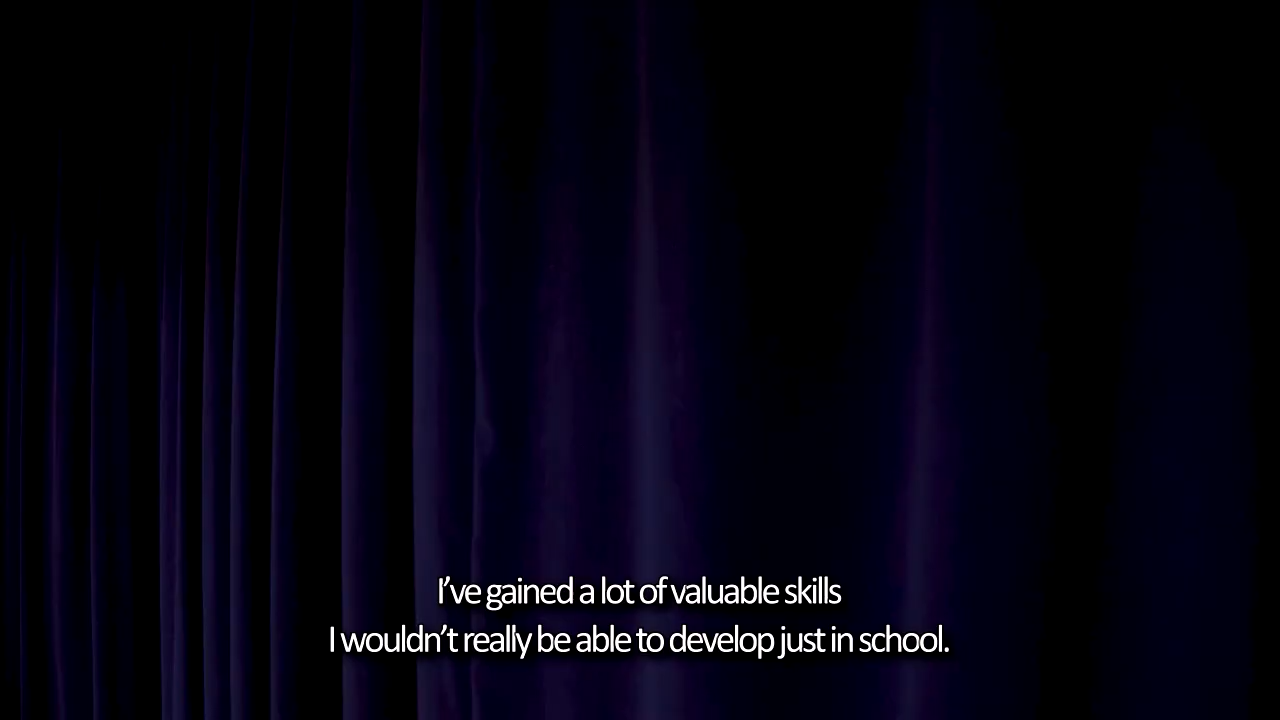 I’ve gained a lot of valuable skills
I wouldn’t really be able to develop just in school.